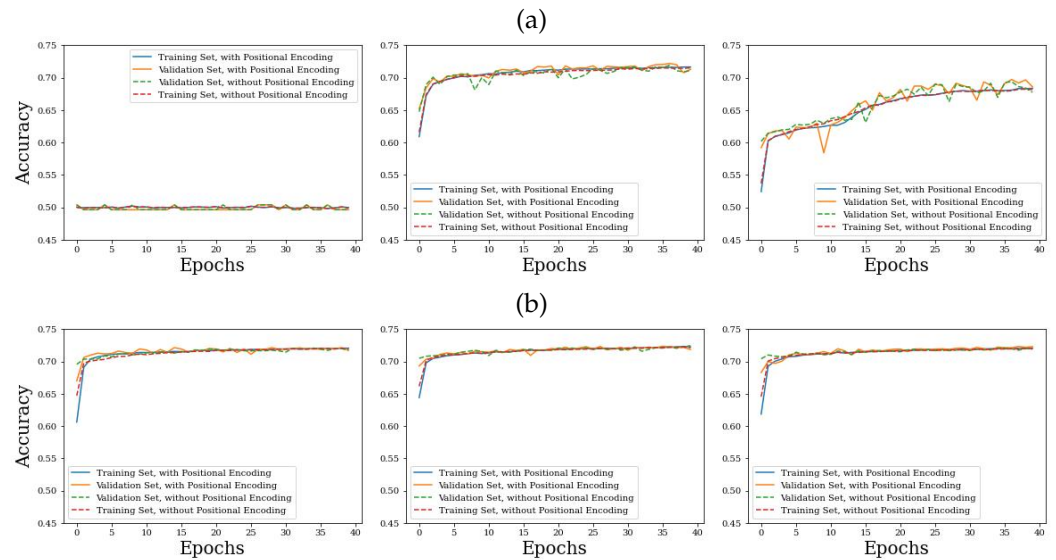 (a)
0.75
0.70
0.65
0.60
0.55
0.50
0.45
Accuracy
Training Set, with Positional Encoding
Validation Set, with Positional Encoding
Validation Set, without Positional Encoding
Training Set, without Positional Encoding
0 5 10 15 20 25 30 35 40
Epochs
0.75
0.70
0.65
0.60
0.55
0.50
0.45
Training Set, with Positional Encoding
Validation Set, with Positional Encoding
Validation Set, without Positional Encoding
Training Set, without Positional Encoding
0 5 10 15 20 25 30 35 40
Epochs
0.75
0.70
0.65
0.60
0.55
0.50
0.45
Training Set, with Positional Encoding
Validation Set, with Positional Encoding
Validation Set, without Positional Encoding
Training Set, without Positional Encoding
0 5 10 15 20 25 30 35 40
Epochs
(b)
0.75
0.70
0.65
0.60
0.55
0.50
0.45
Accuracy
Training Set, with Positional Encoding
Validation Set, with Positional Encoding
Validation Set, without Positional Encoding
Training Set, without Positional Encoding
0 5 10 15 20 25 30 35 40
Epochs
0.75
0.70
0.65
0.60
0.55
0.50
0.45
Training Set, with Positional Encoding
Validation Set, with Positional Encoding
Validation Set, without Positional Encoding
Training Set, without Positional Encoding
0 5 10 15 20 25 30 35 40
Epochs
0.75
0.70
0.65
0.60
0.55
0.50
0.45
Training Set, with Positional Encoding
Validation Set, with Positional Encoding
Validation Set, without Positional Encoding
Training Set, without Positional Encoding
0 5 10 15 20 25 30 35 40
Epochs